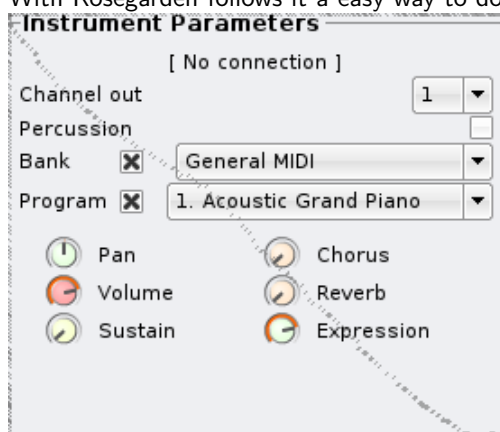 With Rosegarden follows it a easy way to do
Instrument Parameters
[ No connection ]
Channel out 1
Percussion
Bank General MIDI
Program 1. Acoustic Grand Piano
Pan Chorus
Volume Reverb
Sustain Expression